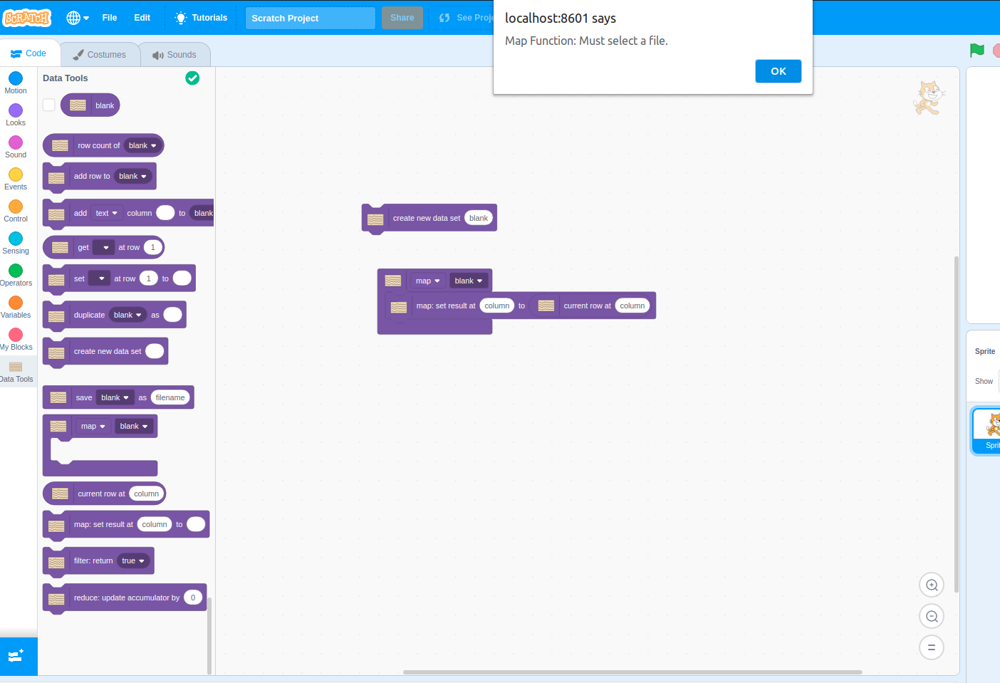 SCRATCH
File
Edit
Tutorials
Scratch Project
Share
See Proje
localhost:8601 says
Map Function: Must select a file.
OK
Code
Costumes
Sounds
Motion
Looks
Sound
Events
Control
Sensing
Operators
Variables
My Blocks
Data Tools
Data Tools
blank
row count of blank
add row to blank
add text column to blank
get at row 1
set at row 1 to
duplicate blank as
create new data set
save blank as filename
map blank
current row at column
map: set result at column to
filter: return true
reduce: update accumulator by 0
create new data set blank
map blank
map: set result at column to current row at column
Sprite
Show
Sprit